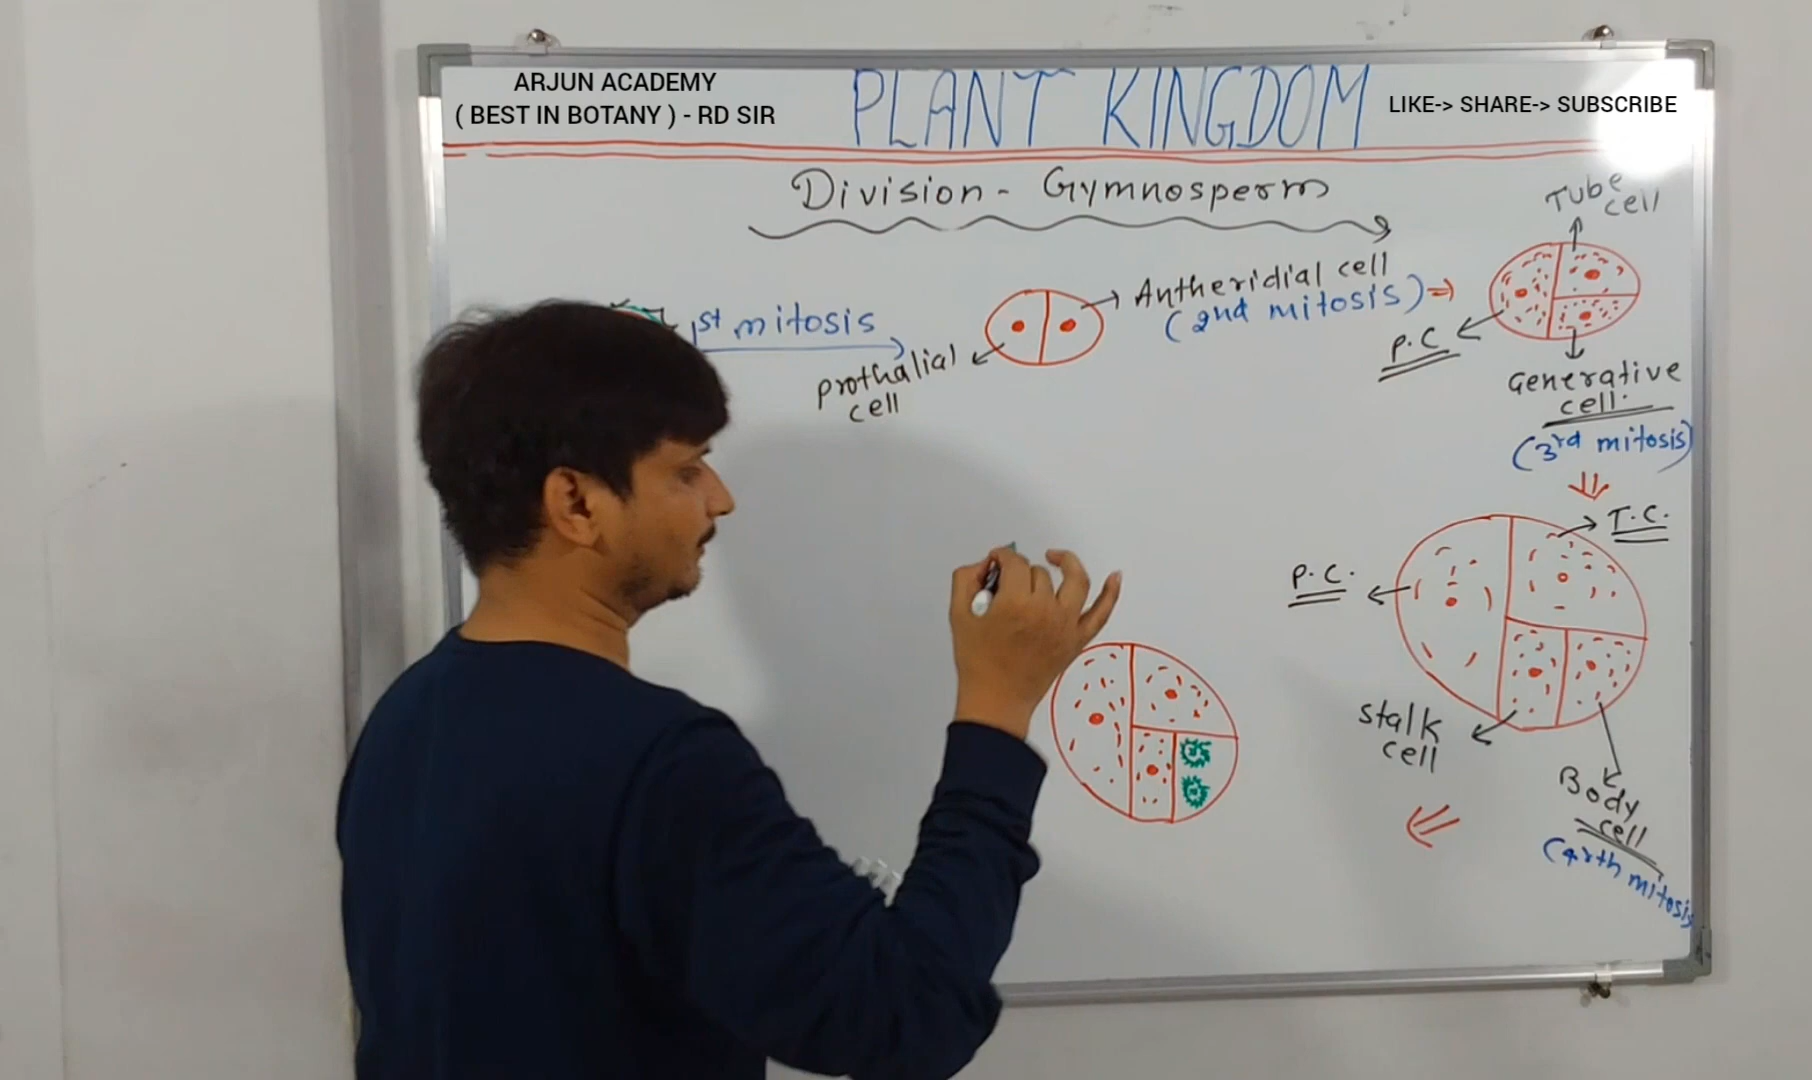 ARJUN ACADEMY
( BEST IN BOTANY ) - RD SIR
PLANT KINGDOM
LIKE-> SHARE-> SUBSCRIBE
Division - Gymnosperm
1st mitosis
prothalial
cell
Antheridial cell
(2nd mitosis) ⇒
Tube
cell
P.C
Generative
cell.
(3rd mitosis)
T.C.
P.C.
Stalk
cell
Body
cell
(4rth mitosis